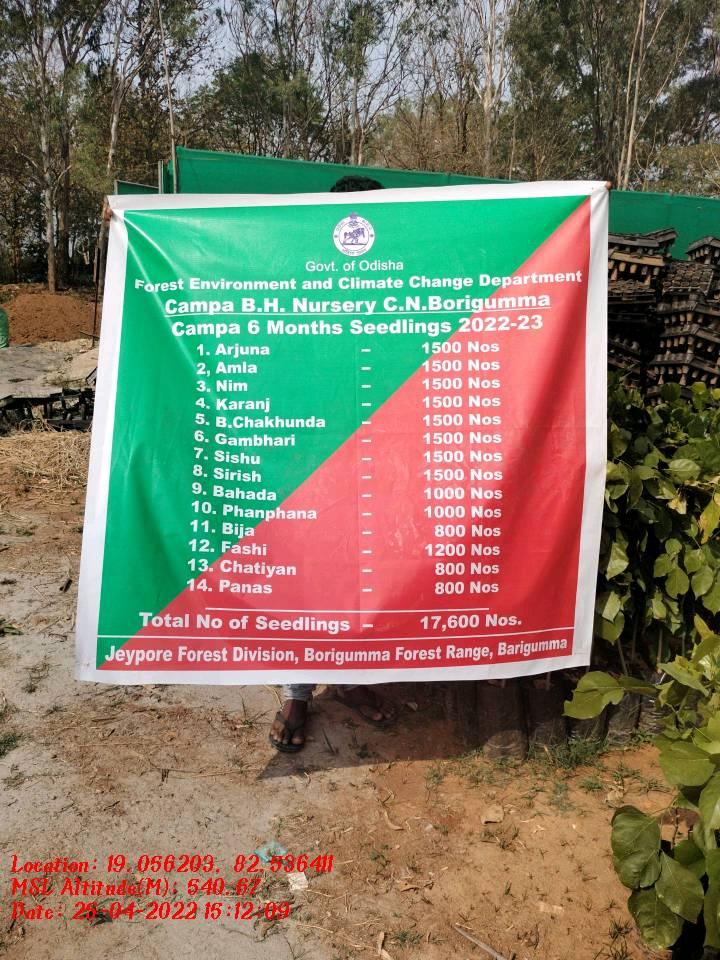 Govt. of Odisha
Forest Environment and Climate Change Department
Campa B.H. Nursery C.N.Borigumma
Campa 6 Months Seedlings 2022-23
1. Arjuna - 1500 Nos
2, Amla - 1500 Nos
3. Nim - 1500 Nos
4. Karanj - 1500 Nos
5. B.Chakhunda - 1500 Nos
6. Gambhari - 1500 Nos
7. Sishu - 1500 Nos
8. Sirish - 1500 Nos
9. Bahada - 1000 Nos
10. Phanphana - 1000 Nos
11. Bija - 800 Nos
12. Fashi - 1200 Nos
13. Chatiyan - 800 Nos
14. Panas - 800 Nos
Total No of Seedlings - 17,600 Nos.
Jeypore Forest Division, Borigumma Forest Range, Barigumma
Location: 19.056203, 82.536411
MSL Altitude(M): 540.67
Date: 26-04-2022 15:12:09